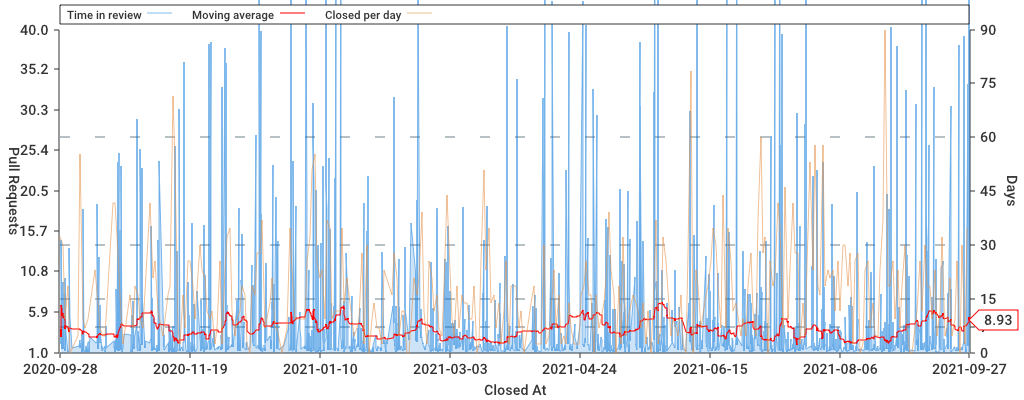 Time in review Moving average Closed per day
40.0 90
35.2 75
30.3
25.4 60
20.5 45
15.7 30
10.8
5.9 15
8.93
1.0 0
Pull Requests
Days
2020-09-28 2020-11-19 2021-01-10 2021-03-03 2021-04-24 2021-06-15 2021-08-06 2021-09-27
Closed At